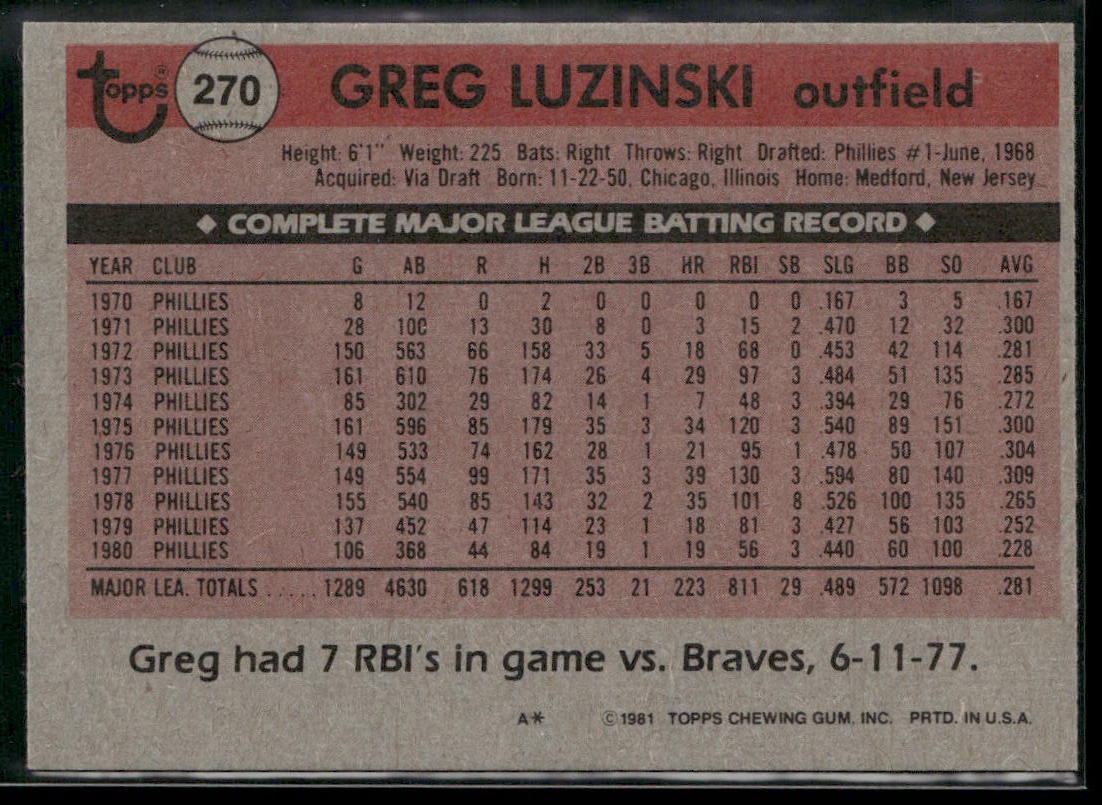 topps® 270 GREG LUZINSKI outfield
Height: 6'1" Weight: 225 Bats: Right Throws: Right Drafted: Phillies #1-June, 1968
Acquired: Via Draft Born: 11-22-50, Chicago, Illinois Home: Medford, New Jersey
◆ COMPLETE MAJOR LEAGUE BATTING RECORD ◆
YEAR CLUB G AB R H 2B 3B HR RBI SB SLG BB SO AVG
1970 PHILLIES 8 12 0 2 0 0 0 0 0 .167 3 5 .167
1971 PHILLIES 28 100 13 30 8 0 3 15 2 .470 12 32 .300
1972 PHILLIES 150 563 66 158 33 5 18 68 0 .453 42 114 .281
1973 PHILLIES 161 610 76 174 26 4 29 97 3 .484 51 135 .285
1974 PHILLIES 85 302 29 82 14 1 7 48 3 .394 29 76 .272
1975 PHILLIES 161 596 85 179 35 3 34 120 3 .540 89 151 .300
1976 PHILLIES 149 533 74 162 28 1 21 95 1 .478 50 107 .304
1977 PHILLIES 149 554 99 171 35 3 39 130 3 .594 80 140 .309
1978 PHILLIES 155 540 85 143 32 2 35 101 8 .526 100 135 .265
1979 PHILLIES 137 452 47 114 23 1 18 81 3 .427 56 103 .252
1980 PHILLIES 106 368 44 84 19 1 19 56 3 .440 60 100 .228
MAJOR LEA. TOTALS ..... 1289 4630 618 1299 253 21 223 811 29 .489 572 1098 .281
Greg had 7 RBI's in game vs. Braves, 6-11-77.
A* ©1981 TOPPS CHEWING GUM, INC. PRTD. IN U.S.A.